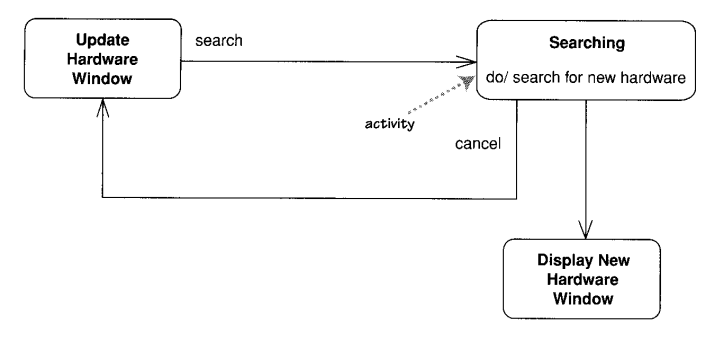 Update
Hardware
Window
search
Searching
do/ search for new hardware
activity
cancel
Display New
Hardware
Window